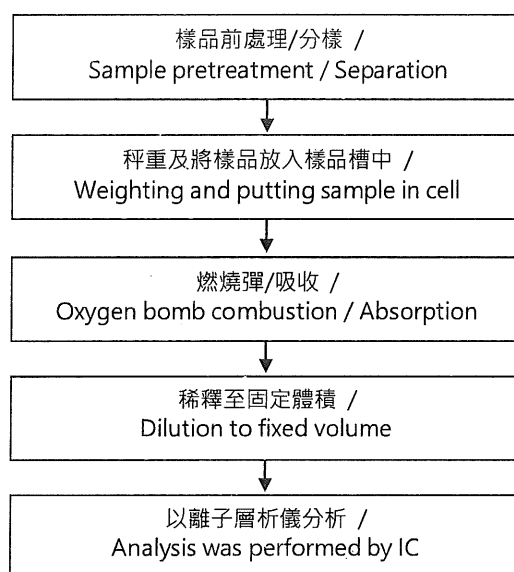 樣品前處理/分樣 /
Sample pretreatment / Separation
秤重及將樣品放入樣品槽中 /
Weighting and putting sample in cell
燃燒彈/吸收 /
Oxygen bomb combustion / Absorption
稀釋至固定體積 /
Dilution to fixed volume
以離子層析儀分析 /
Analysis was performed by IC